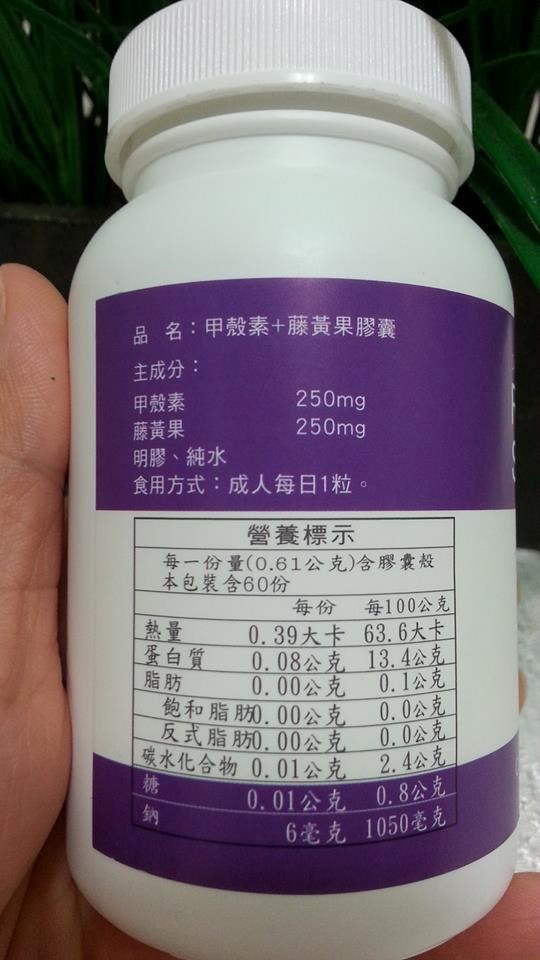 品 名：甲殼素+藤黃果膠囊
主成分：
甲殼素 250mg
藤黃果 250mg
明膠、純水
食用方式：成人每日1粒。
營養標示
每一份量(0.61公克)含膠囊殼
本包裝含60份
每份 每100公克
熱量 0.39大卡 63.6大卡
蛋白質 0.08公克 13.4公克
脂肪 0.00公克 0.1公克
飽和脂肪0.00公克 0.0公克
反式脂肪0.00公克 0.0公克
碳水化合物 0.01公克 2.4公克
糖 0.01公克 0.8公克
鈉 6毫克 1050毫克